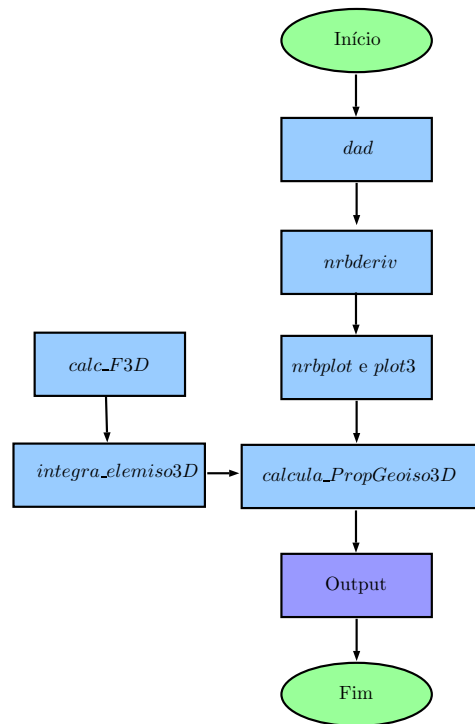 Início
dad
nrbderiv
nrbplot e plot3
calc_F3D
integra_elemiso3D
calcula_PropGeoiso3D
Output
Fim